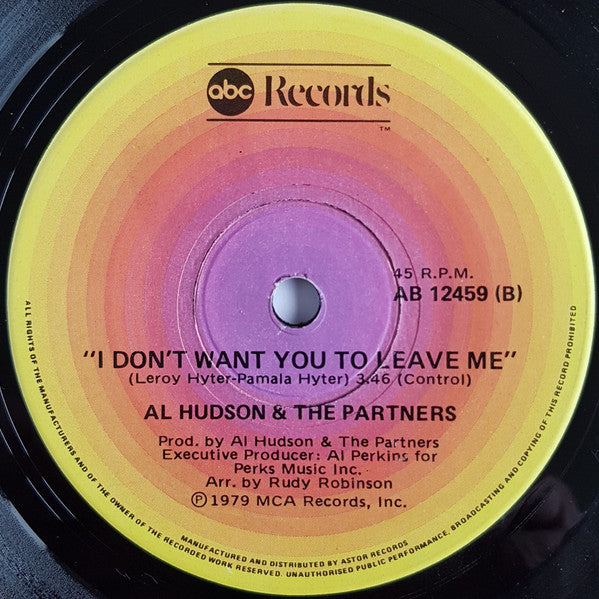 abc Records
TM
45 R.P.M.
AB 12459 (B)
"I DON'T WANT YOU TO LEAVE ME"
(Leroy Hyter-Pamala Hyter) 3.46 (Control)
AL HUDSON & THE PARTNERS
Prod. by Al Hudson & The Partners
Executive Producer: Al Perkins for
Perks Music Inc.
Arr. by Rudy Robinson
Ⓟ1979 MCA Records, Inc.
MANUFACTURED AND DISTRIBUTED BY ASTOR RECORDS
ALL RIGHTS OF THE MANUFACTURERS AND OF THE OWNER OF THE RECORDED WORK RESERVED. UNAUTHORISED PUBLIC PERFORMANCE, BROADCASTING AND COPYING OF THIS RECORD PROHIBITED